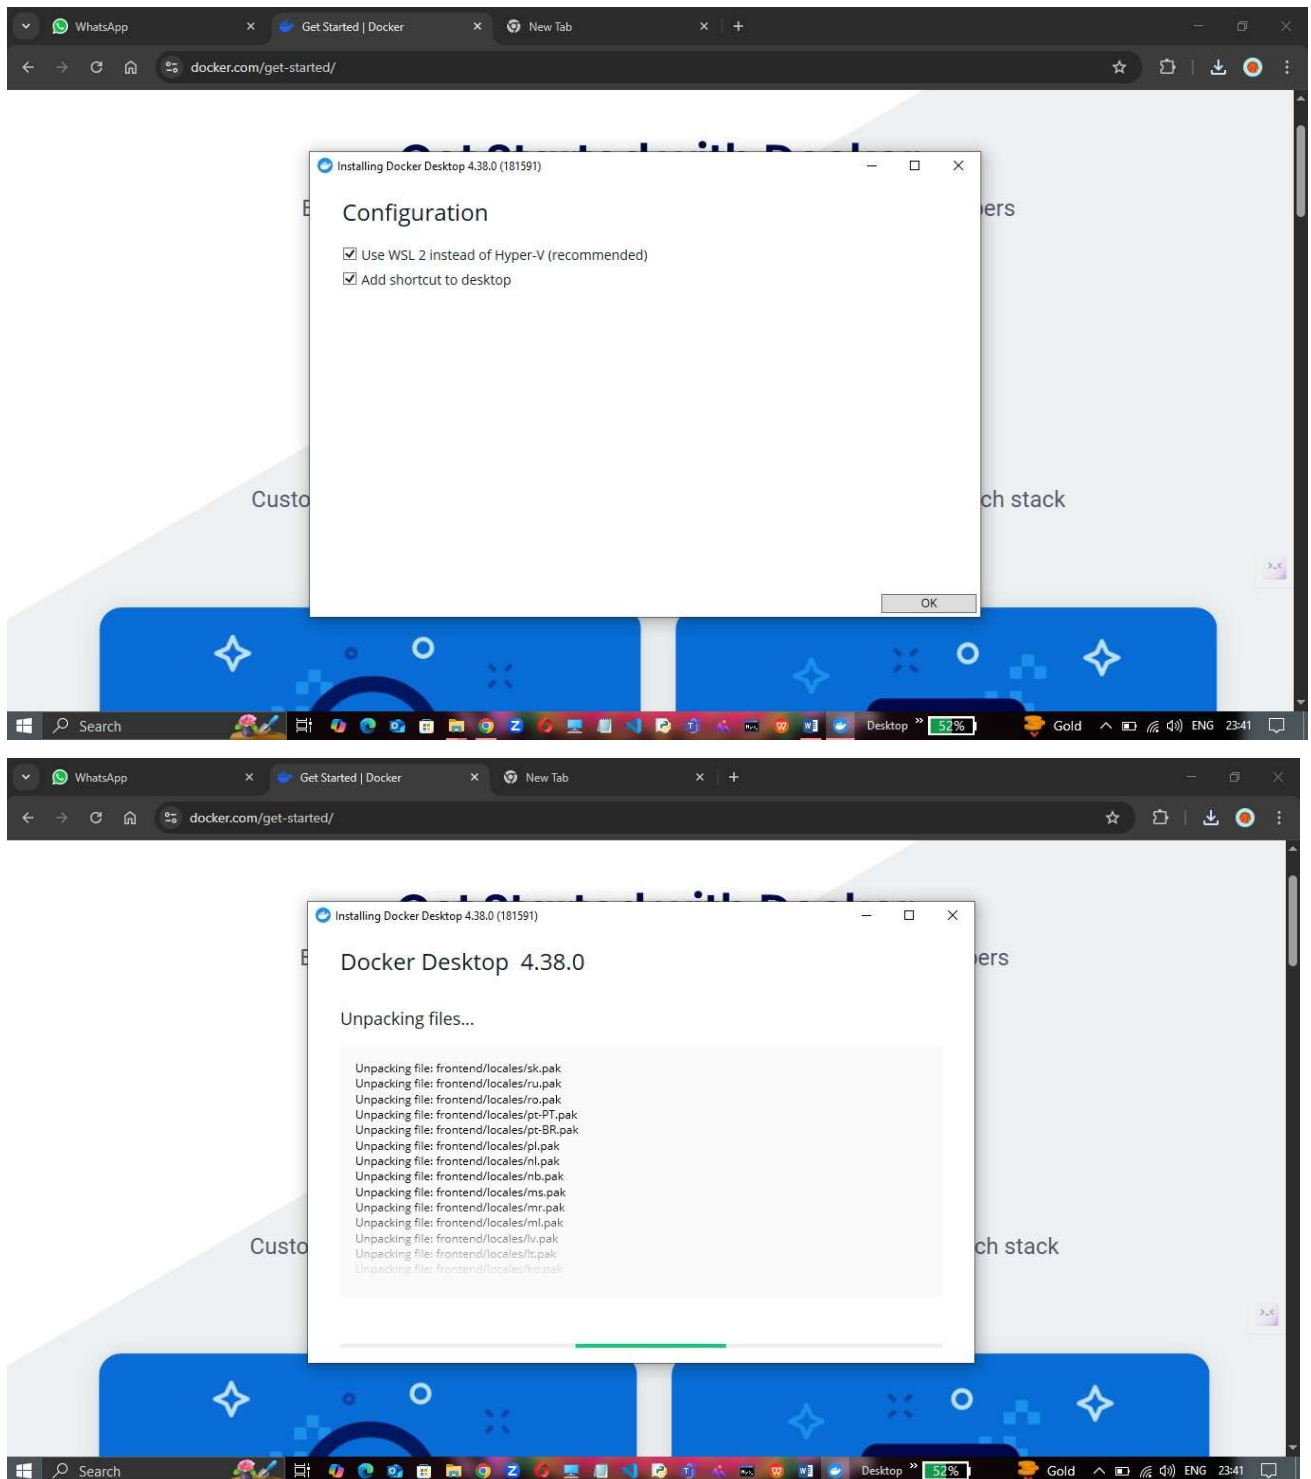 WhatsApp
Get Started | Docker
New Tab
docker.com/get-started/
Installing Docker Desktop 4.38.0 (181591)
Configuration
Use WSL 2 instead of Hyper-V (recommended)
Add shortcut to desktop
ers
Custo
ch stack
OK
Search
Desktop
52%
Gold
ENG
23:41
WhatsApp
Get Started | Docker
New Tab
docker.com/get-started/
Installing Docker Desktop 4.38.0 (181591)
Docker Desktop 4.38.0
ers
Unpacking files...
Unpacking file: frontend/locales/sk.pak
Unpacking file: frontend/locales/ru.pak
Unpacking file: frontend/locales/ro.pak
Unpacking file: frontend/locales/pt-PT.pak
Unpacking file: frontend/locales/pt-BR.pak
Unpacking file: frontend/locales/pl.pak
Unpacking file: frontend/locales/nl.pak
Unpacking file: frontend/locales/nb.pak
Unpacking file: frontend/locales/ms.pak
Unpacking file: frontend/locales/mr.pak
Unpacking file: frontend/locales/ml.pak
Unpacking file: frontend/locales/lv.pak
Unpacking file: frontend/locales/lt.pak
Unpacking file: frontend/locales/ko.pak
Custo
ch stack
Search
Desktop
52%
Gold
ENG
23:41